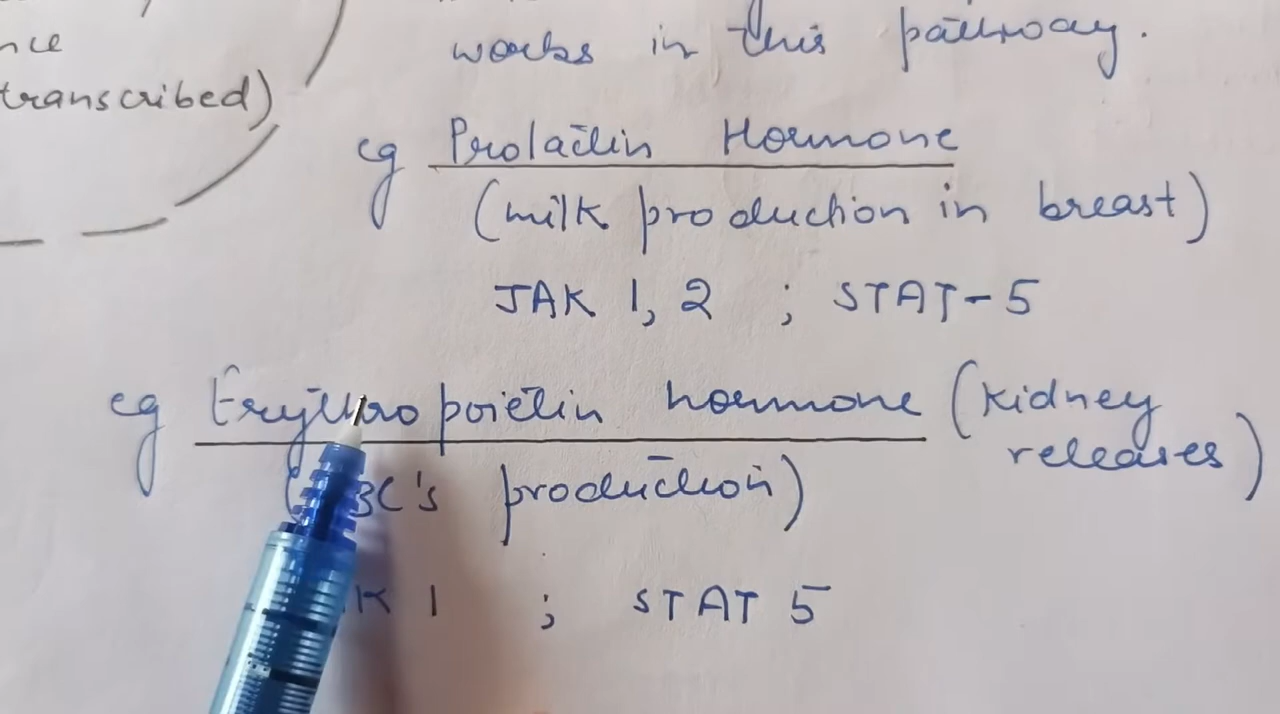 nce
transcribed)
works in this pathway.
eg Prolactin Hormone
(milk production in breast)
JAK 1, 2 ; STAT-5
eg Erythropoietin hormone (kidney
releases)
production)
1 ; STAT 5